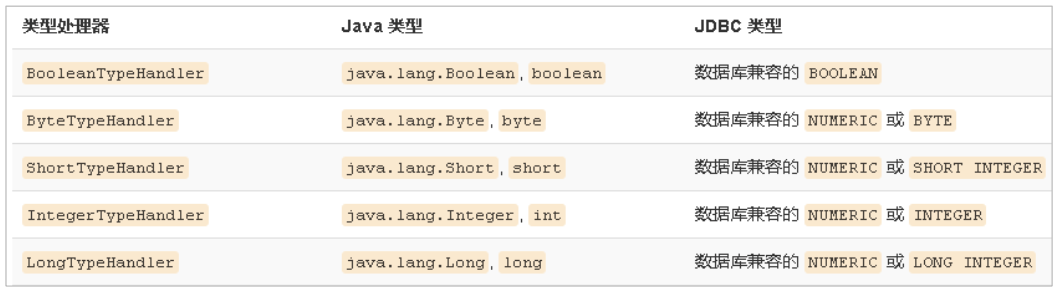 类型处理器 Java 类型 JDBC 类型
BooleanTypeHandler java.lang.Boolean, boolean 数据库兼容的 BOOLEAN
ByteTypeHandler java.lang.Byte, byte 数据库兼容的 NUMERIC 或 BYTE
ShortTypeHandler java.lang.Short, short 数据库兼容的 NUMERIC 或 SHORT INTEGER
IntegerTypeHandler java.lang.Integer, int 数据库兼容的 NUMERIC 或 INTEGER
LongTypeHandler java.lang.Long, long 数据库兼容的 NUMERIC 或 LONG INTEGER